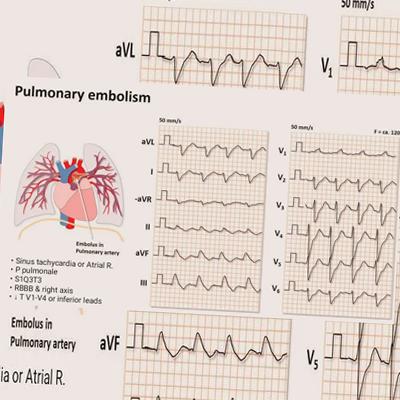 50 mm/s
aVL
V1
Pulmonary embolism
50 mm/s
aVL
I
-aVR
II
aVF
III
50 mm/s
F = ca. 120
V1
V2
V3
V4
V5
V6
Embolus in
Pulmonary artery
• Sinus tachycardia or Atrial R.
• P pulmonale
• S1Q3T3
• RBBB & right axis
• ↓ T V1-V4 or inferior leads
Embolus in
Pulmonary artery
aVF
V5
ia or Atrial R.